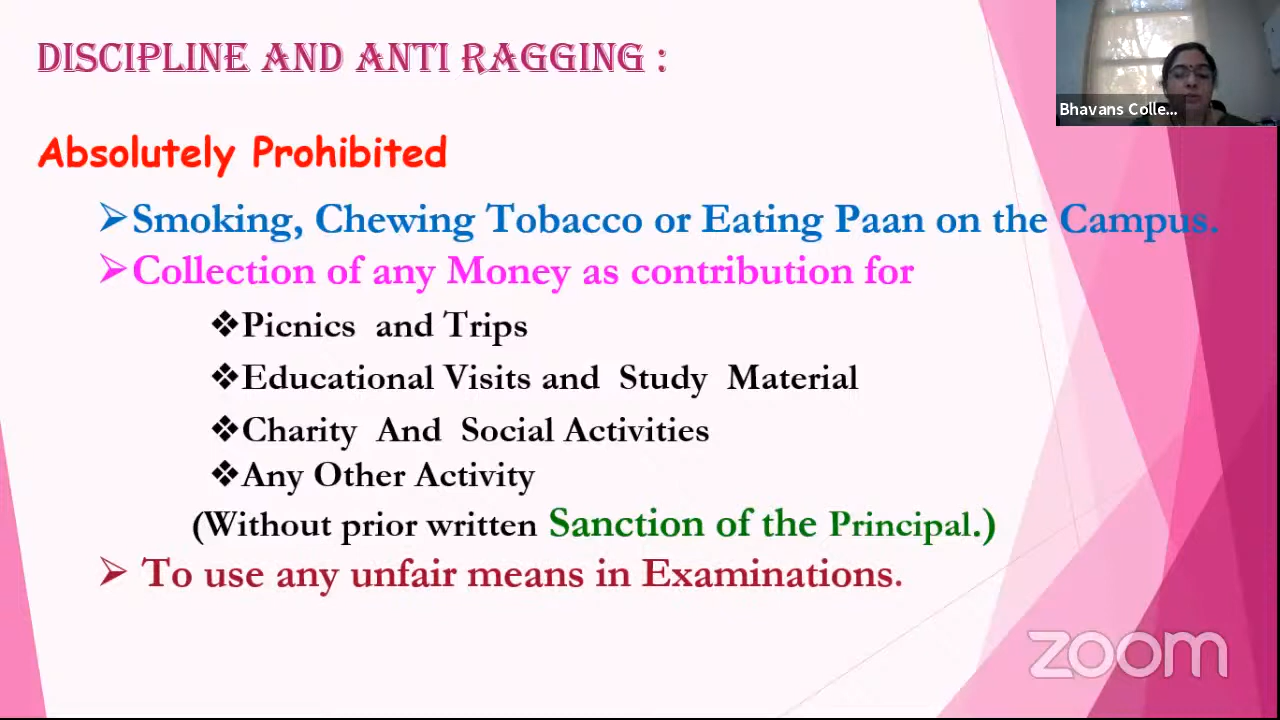 DISCIPLINE AND ANTI RAGGING :
Bhavans Colle...
Absolutely Prohibited
➢Smoking, Chewing Tobacco or Eating Paan on the Campus.
➢Collection of any Money as contribution for
❖Picnics and Trips
❖Educational Visits and Study Material
❖Charity And Social Activities
❖Any Other Activity
(Without prior written Sanction of the Principal.)
➢ To use any unfair means in Examinations.
zoom